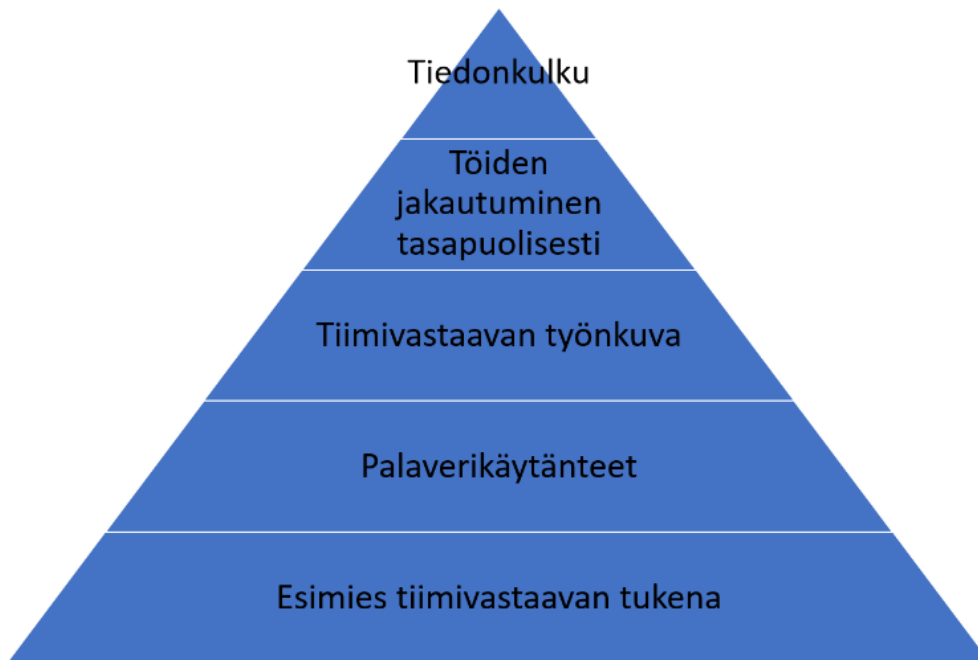 Tiedonkulku
Töiden
jakautuminen
tasapuolisesti
Tiimivastaavan työnkuva
Palaverikäytänteet
Esimies tiimivastaavan tukena